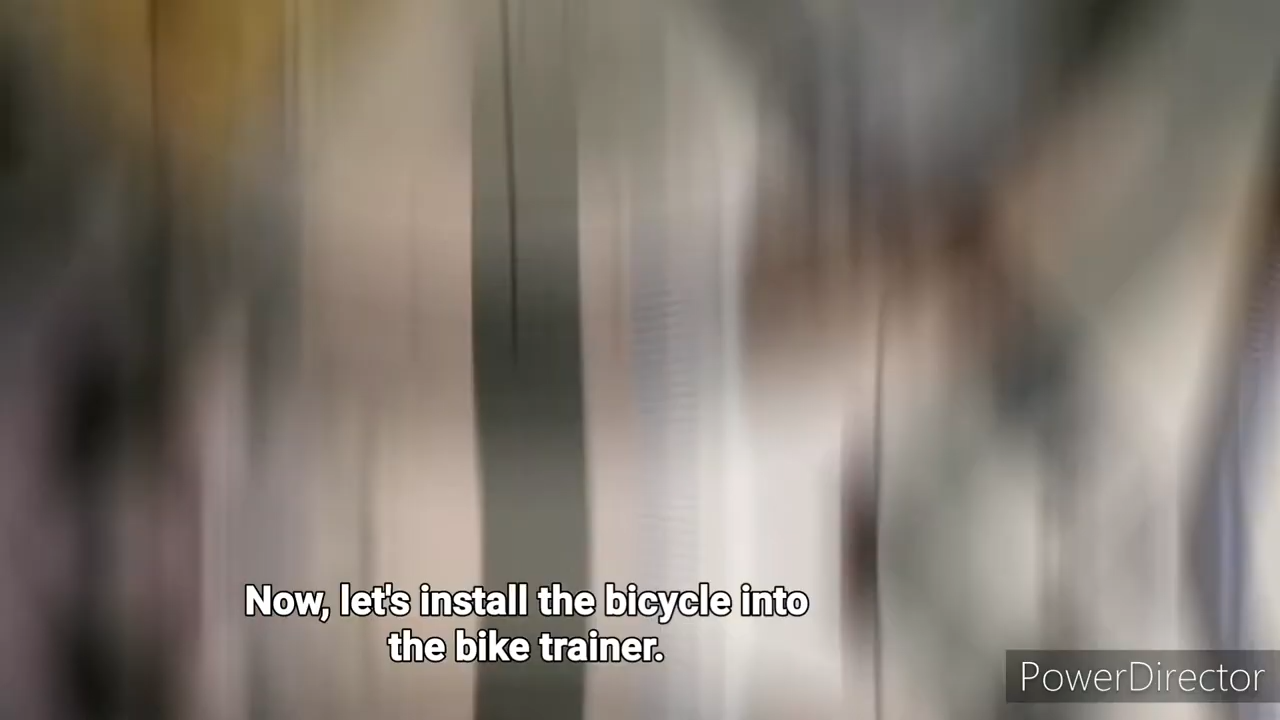 Now, let's install the bicycle into
the bike trainer.
PowerDirector